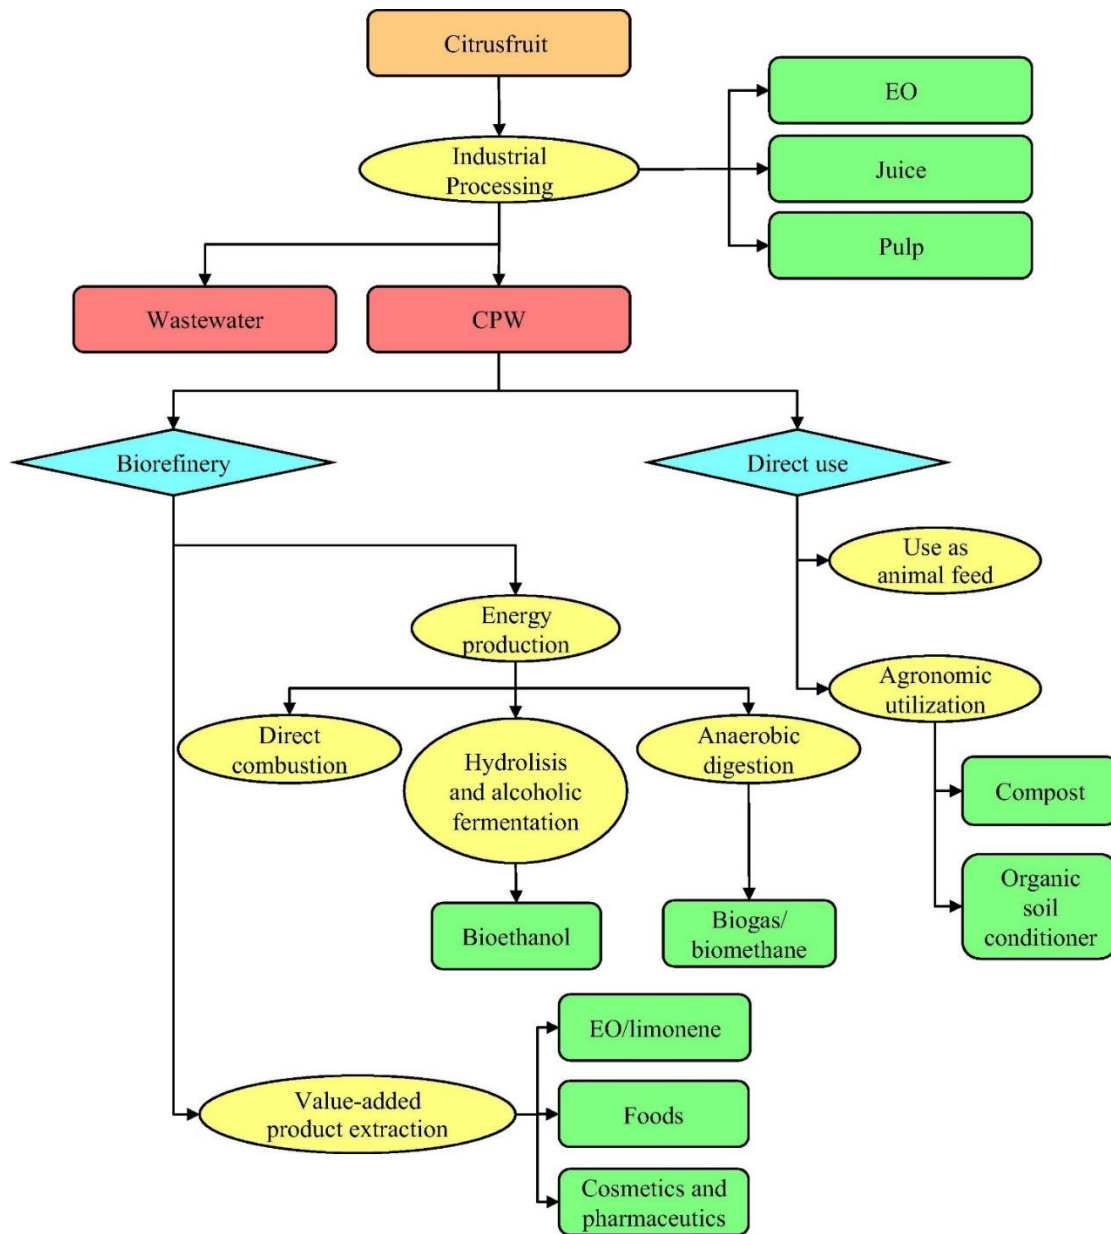 Citrusfruit
EO
Industrial
Processing
Juice
Pulp
Wastewater
CPW
Biorefinery
Direct use
Use as
animal feed
Energy
production
Agronomic
utilization
Direct
combustion
Hydrolisis
and alcoholic
fermentation
Anaerobic
digestion
Compost
Organic
soil
conditioner
Bioethanol
Biogas/
biomethane
EO/limonene
Value-added
product extraction
Foods
Cosmetics and
pharmaceutics